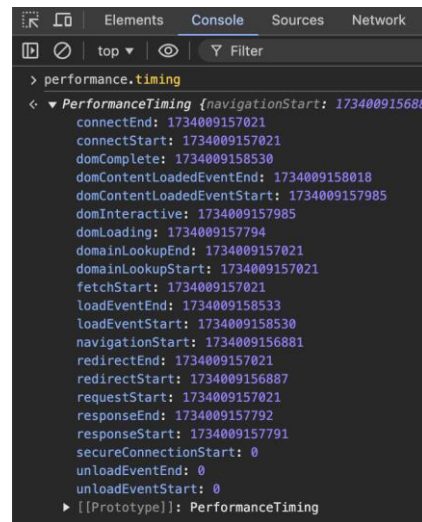 Elements Console Sources Network
top ▼ Filter
> performance.timing
PerformanceTiming {navigationStart: 173400915688
connectEnd: 1734009157021
connectStart: 1734009157021
domComplete: 1734009158530
domContentLoadedEventEnd: 1734009158018
domContentLoadedEventStart: 1734009157985
domInteractive: 1734009157985
domLoading: 1734009157794
domainLookupEnd: 1734009157021
domainLookupStart: 1734009157021
fetchStart: 1734009157021
loadEventEnd: 1734009158533
loadEventStart: 1734009158530
navigationStart: 1734009156881
redirectEnd: 1734009157021
redirectStart: 1734009156887
requestStart: 1734009157021
responseEnd: 1734009157792
responseStart: 1734009157791
secureConnectionStart: 0
unloadEventEnd: 0
unloadEventStart: 0
[[Prototype]]: PerformanceTiming